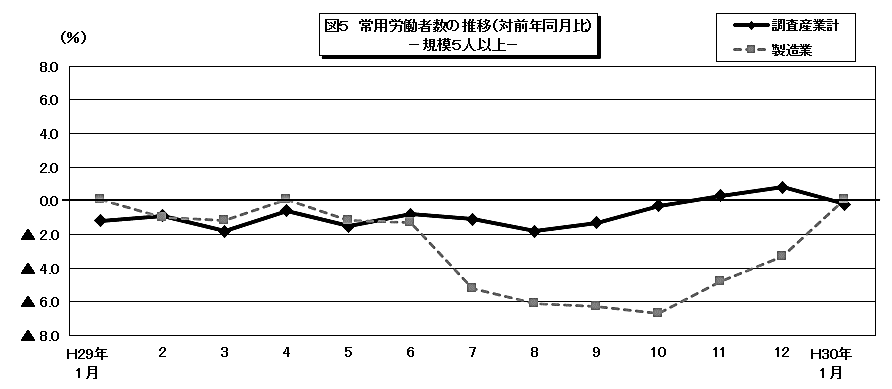 図5　常用労働者数の推移(対前年同月比)
－規模5人以上－
(%)
調査産業計
製造業
8.0
6.0
4.0
2.0
0.0
▲ 2.0
▲ 4.0
▲ 6.0
▲ 8.0
H29年 2 3 4 5 6 7 8 9 10 11 12 H30年
1月 1月